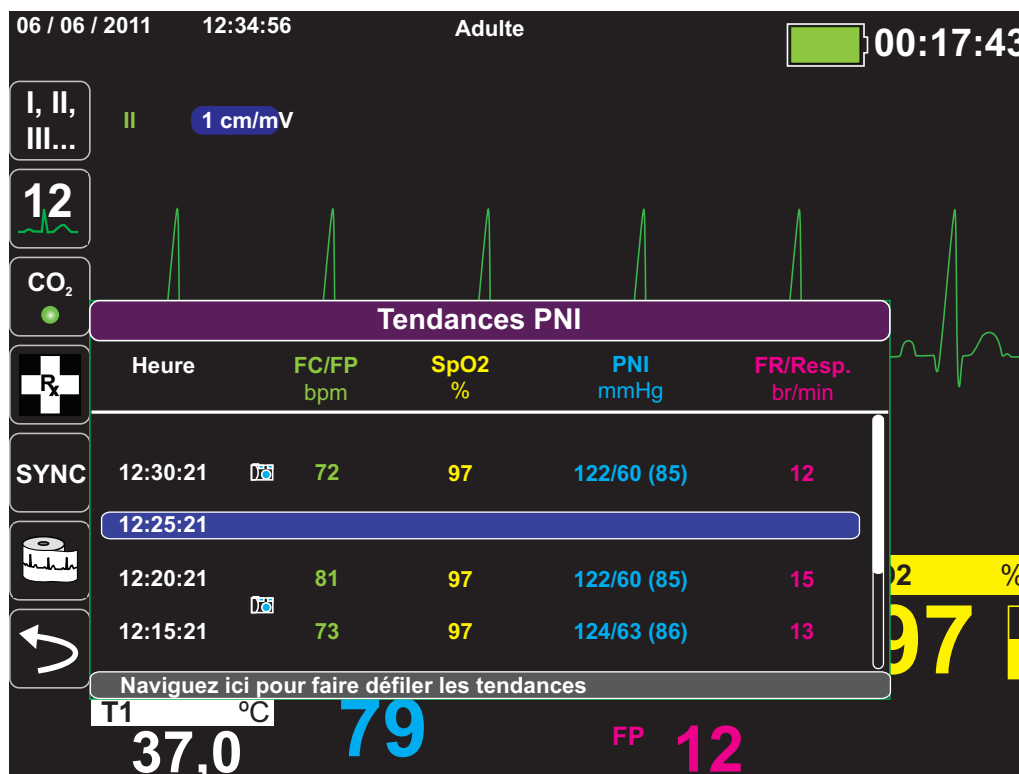 06 / 06 / 2011 12:34:56 Adulte 00:17:43
I, II,
III...
II 1 cm/mV
12
CO2
Tendances PNI
Heure FC/FP SpO2 PNI FR/Resp.
bpm % mmHg br/min
Rx
SYNC 12:30:21 72 97 122/60 (85) 12
12:25:21
12:20:21 81 97 122/60 (85) 15
O2 %
12:15:21 73 97 124/63 (86) 13
97
Naviguez ici pour faire défiler les tendances
T1 ºC
37,0 79 FP 12